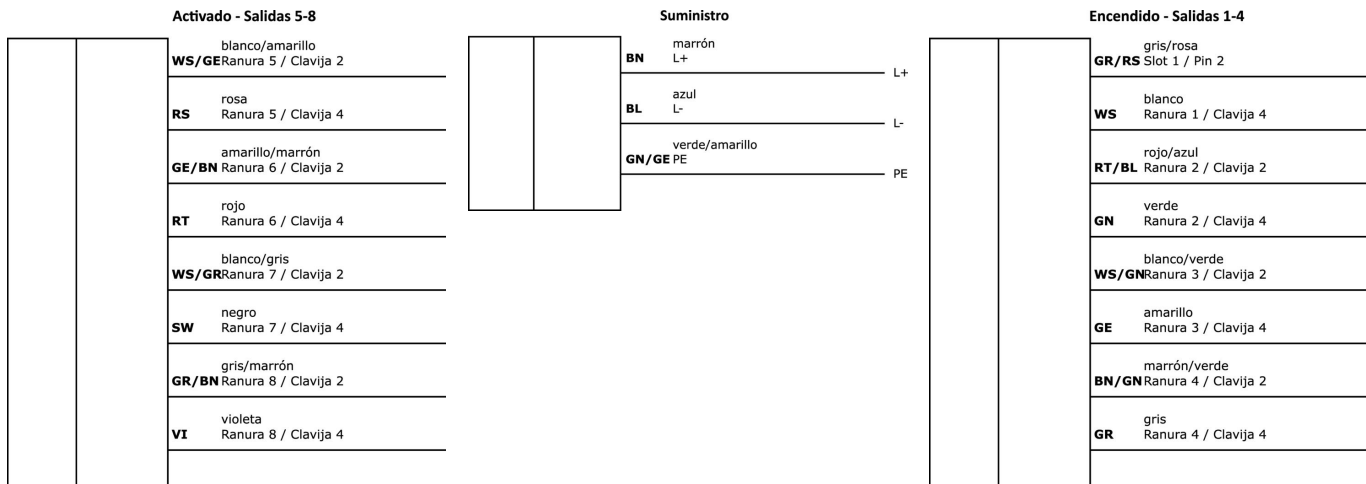 Activado - Salidas 5-8
blanco/amarillo
WS/GE Ranura 5 / Clavija 2
rosa
RS Ranura 5 / Clavija 4
amarillo/marrón
GE/BN Ranura 6 / Clavija 2
rojo
RT Ranura 6 / Clavija 4
blanco/gris
WS/GR Ranura 7 / Clavija 2
negro
SW Ranura 7 / Clavija 4
gris/marrón
GR/BN Ranura 8 / Clavija 2
violeta
VI Ranura 8 / Clavija 4
Suministro
marrón
BN L+
L+
azul
BL L-
L-
verde/amarillo
GN/GE PE
PE
Encendido - Salidas 1-4
gris/rosa
GR/RS Slot 1 / Pin 2
blanco
WS Ranura 1 / Clavija 4
rojo/azul
RT/BL Ranura 2 / Clavija 2
verde
GN Ranura 2 / Clavija 4
blanco/verde
WS/GN Ranura 3 / Clavija 2
amarillo
GE Ranura 3 / Clavija 4
marrón/verde
BN/GN Ranura 4 / Clavija 2
gris
GR Ranura 4 / Clavija 4